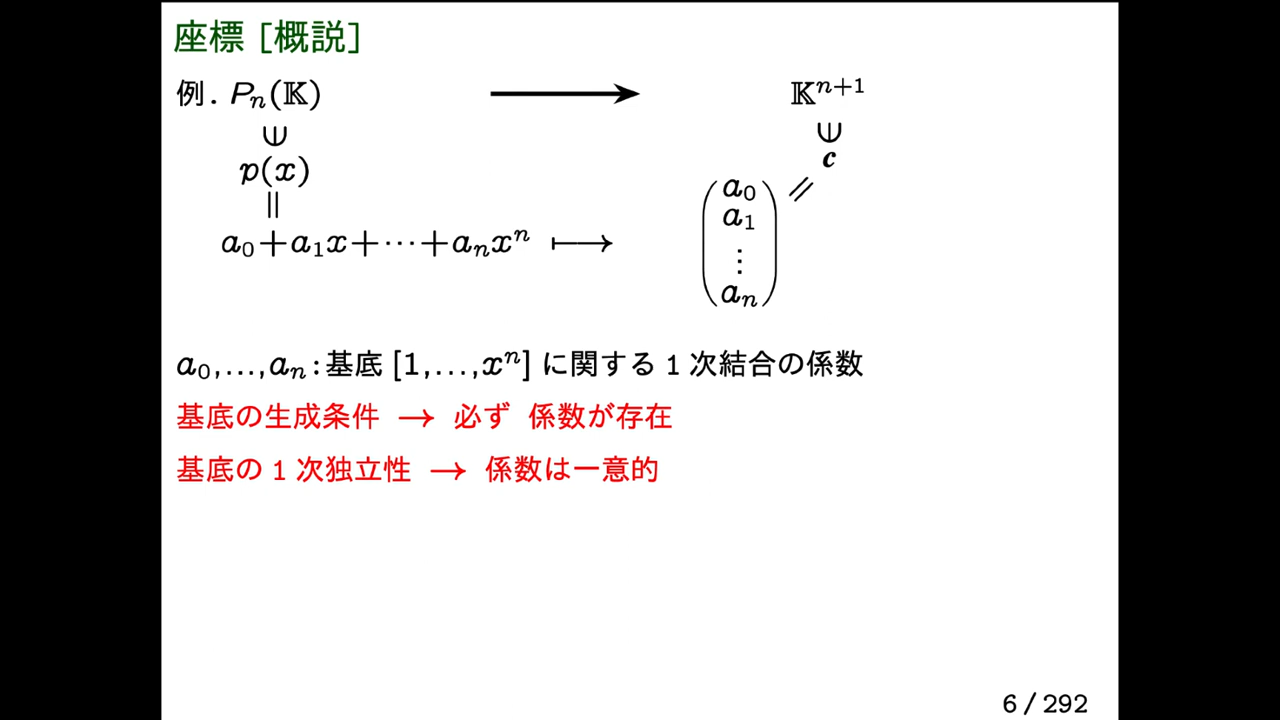 座標 [概説]
例. Pₙ(𝕂) ⟶ 𝕂ⁿ⁺¹
p(x) c
a₀+a₁x+⋯+aₙxⁿ ⟼
a₀
a₁
⋮
aₙ
a₀,…,aₙ:基底 [1,…,xⁿ] に関する 1 次結合の係数
基底の生成条件 → 必ず 係数が存在
基底の 1 次独立性 → 係数は一意的
6 / 292